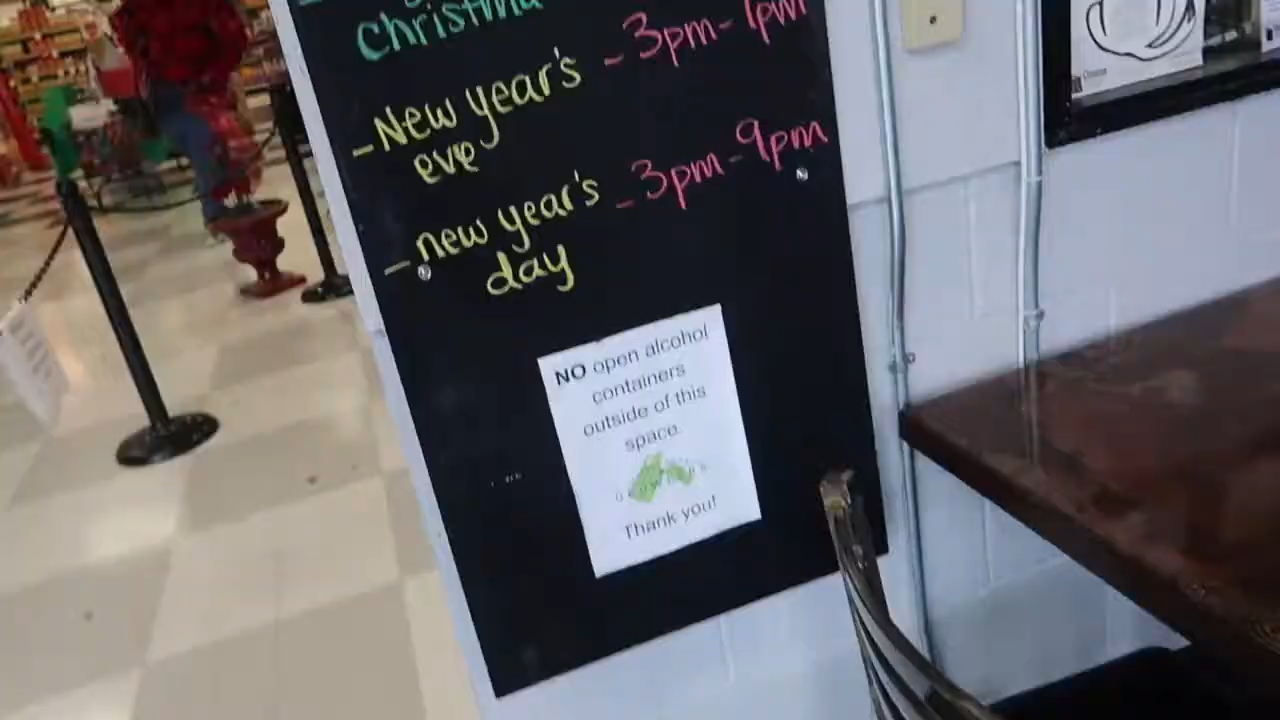 Christma
-New year's -3pm-1pm
eve
-new year's -3pm-9pm
day
NO open alcohol
containers
outside of this
space.
Thank you!